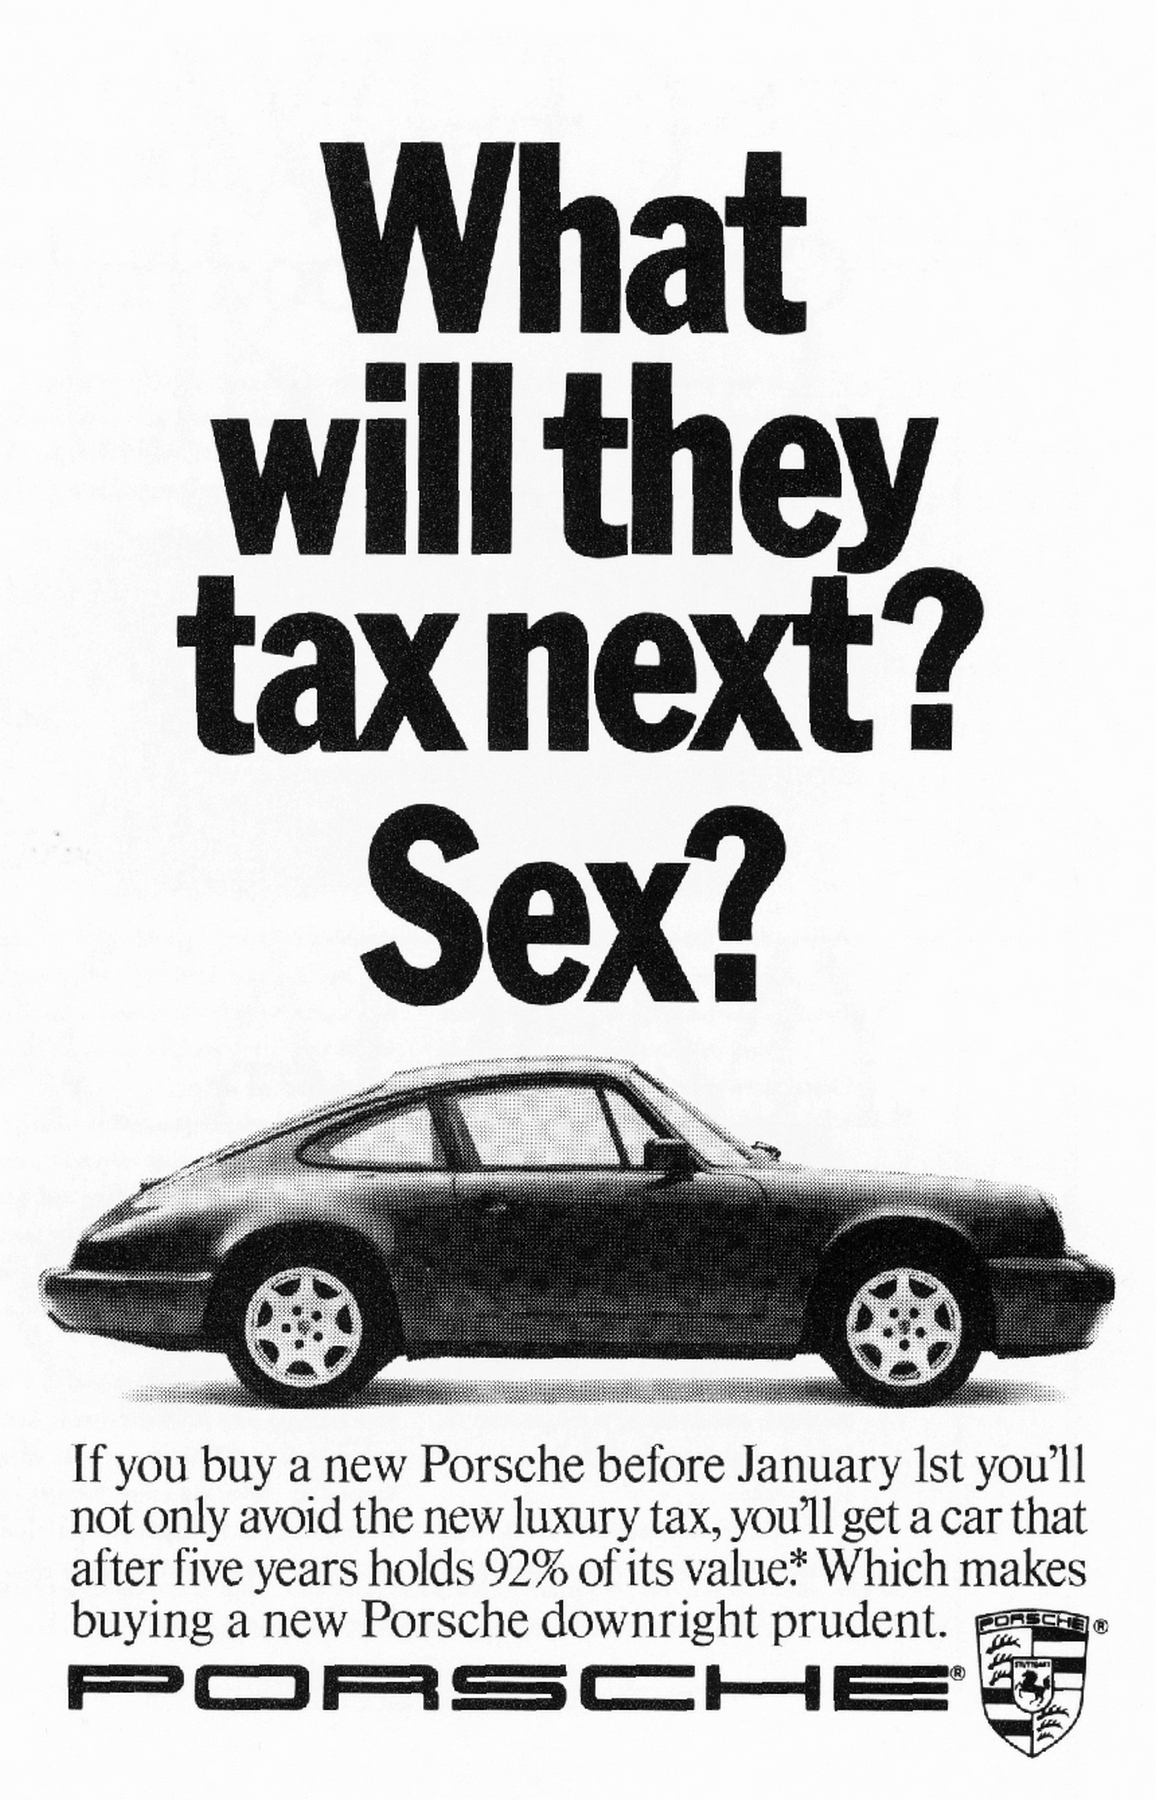 What
will they
tax next?
Sex?
If you buy a new Porsche before January 1st you'll
not only avoid the new luxury tax, you'll get a car that
after five years holds 92% of its value.* Which makes
buying a new Porsche downright prudent.
PORSCHE®
PORSCHE®
STUTTGART